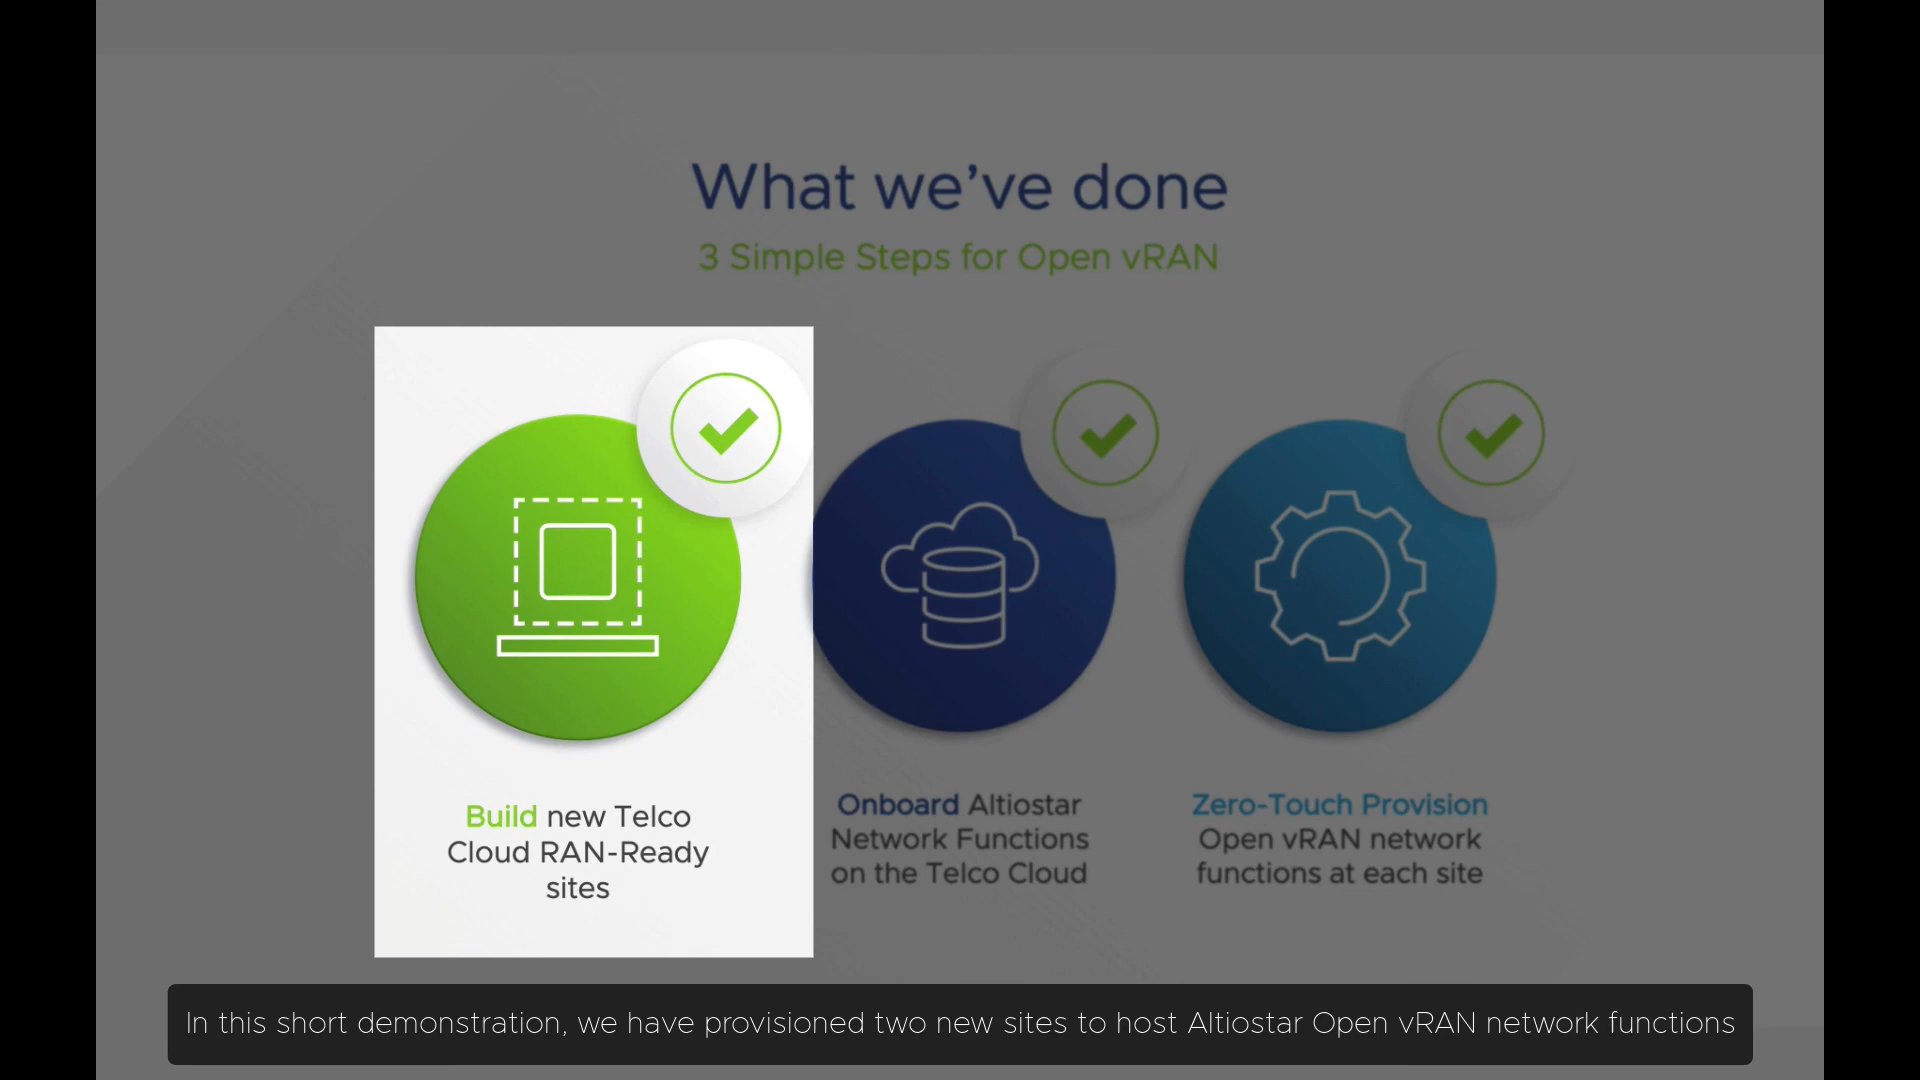 What we've done
3 Simple Steps for Open vRAN
Build new Telco
Cloud RAN-Ready
sites
Onboard Altiostar
Network Functions
on the Telco Cloud
Zero-Touch Provision
Open vRAN network
functions at each site
In this short demonstration, we have provisioned two new sites to host Altiostar Open vRAN network functions